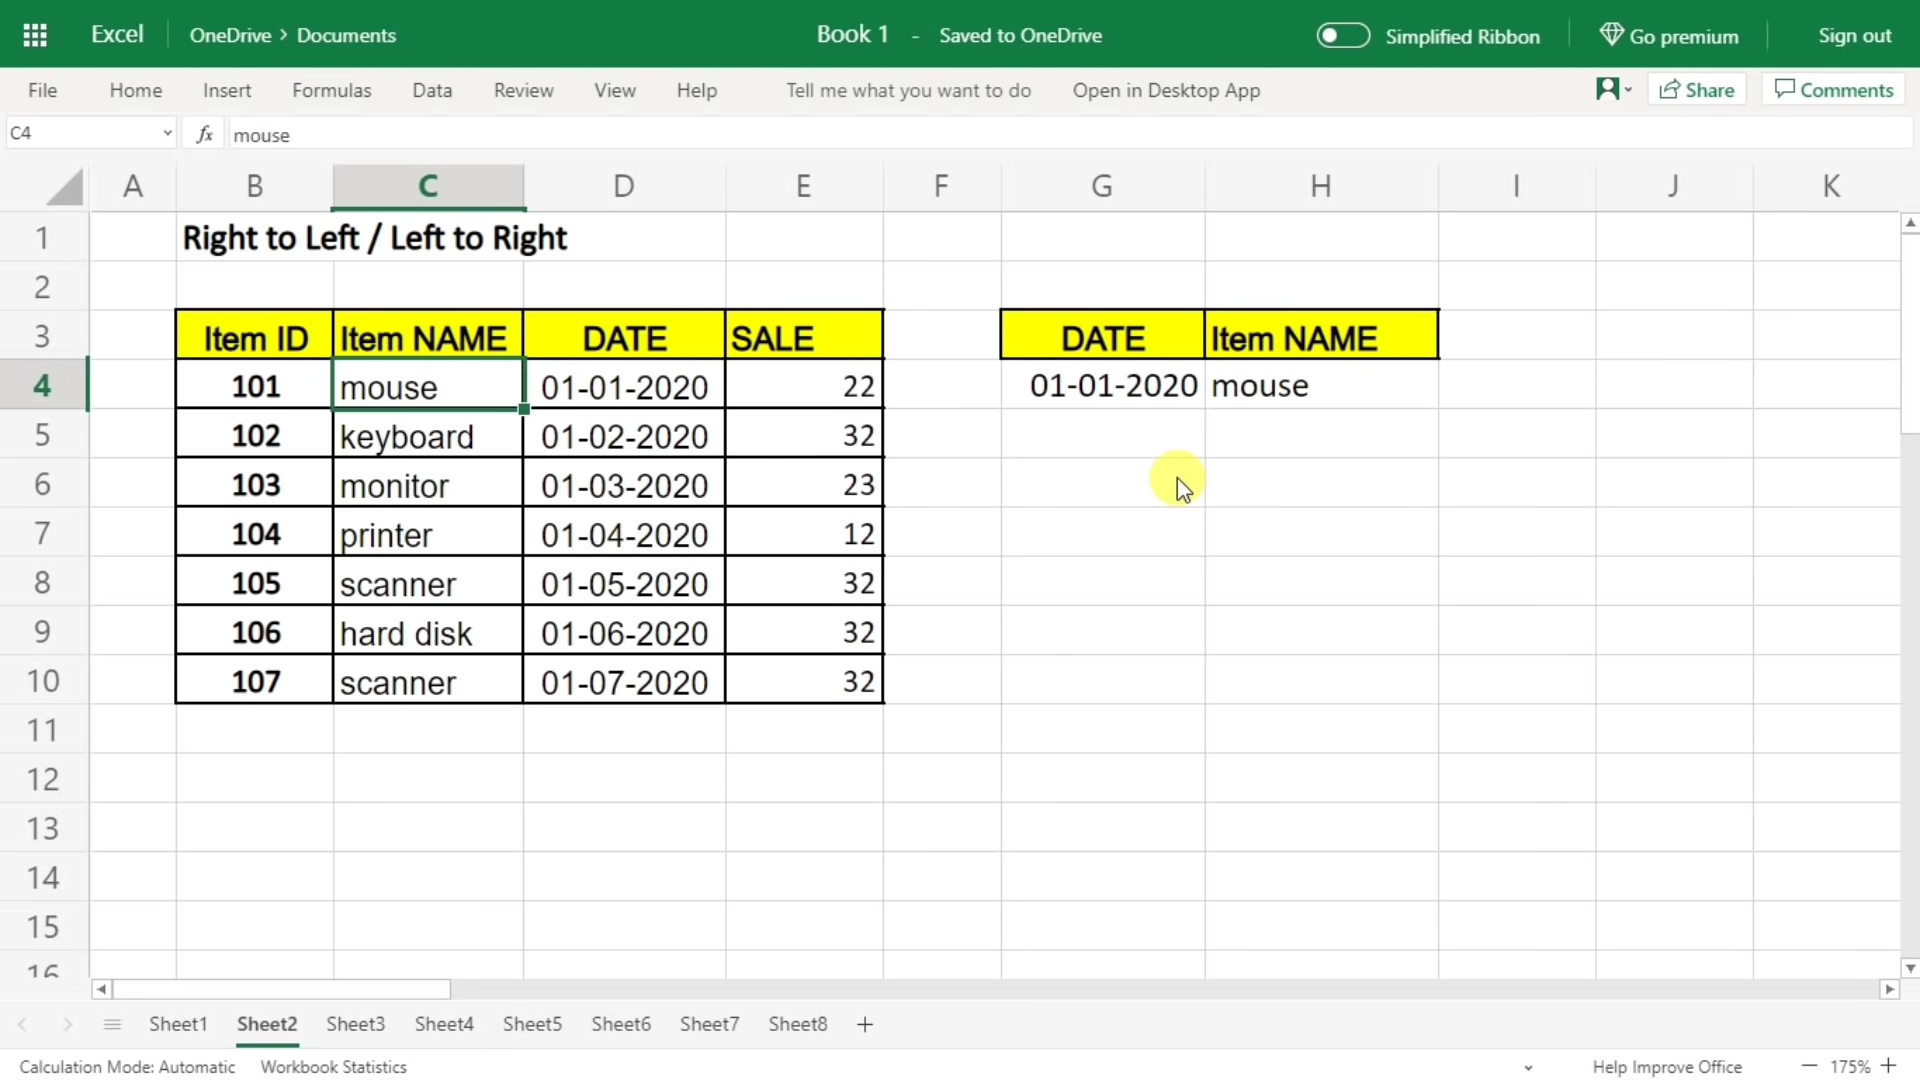 Excel OneDrive > Documents Book 1 - Saved to OneDrive Simplified Ribbon Go premium Sign out
File Home Insert Formulas Data Review View Help Tell me what you want to do Open in Desktop App Share Comments
C4 fx mouse
A B C D E F G H I J K
1 Right to Left / Left to Right
2
3 Item ID Item NAME DATE SALE DATE Item NAME
4 101 mouse 01-01-2020 22 01-01-2020 mouse
5 102 keyboard 01-02-2020 32
6 103 monitor 01-03-2020 23
7 104 printer 01-04-2020 12
8 105 scanner 01-05-2020 32
9 106 hard disk 01-06-2020 32
10 107 scanner 01-07-2020 32
11
12
13
14
15
16
Sheet1 Sheet2 Sheet3 Sheet4 Sheet5 Sheet6 Sheet7 Sheet8 +
Calculation Mode: Automatic Workbook Statistics Help Improve Office — 175% +